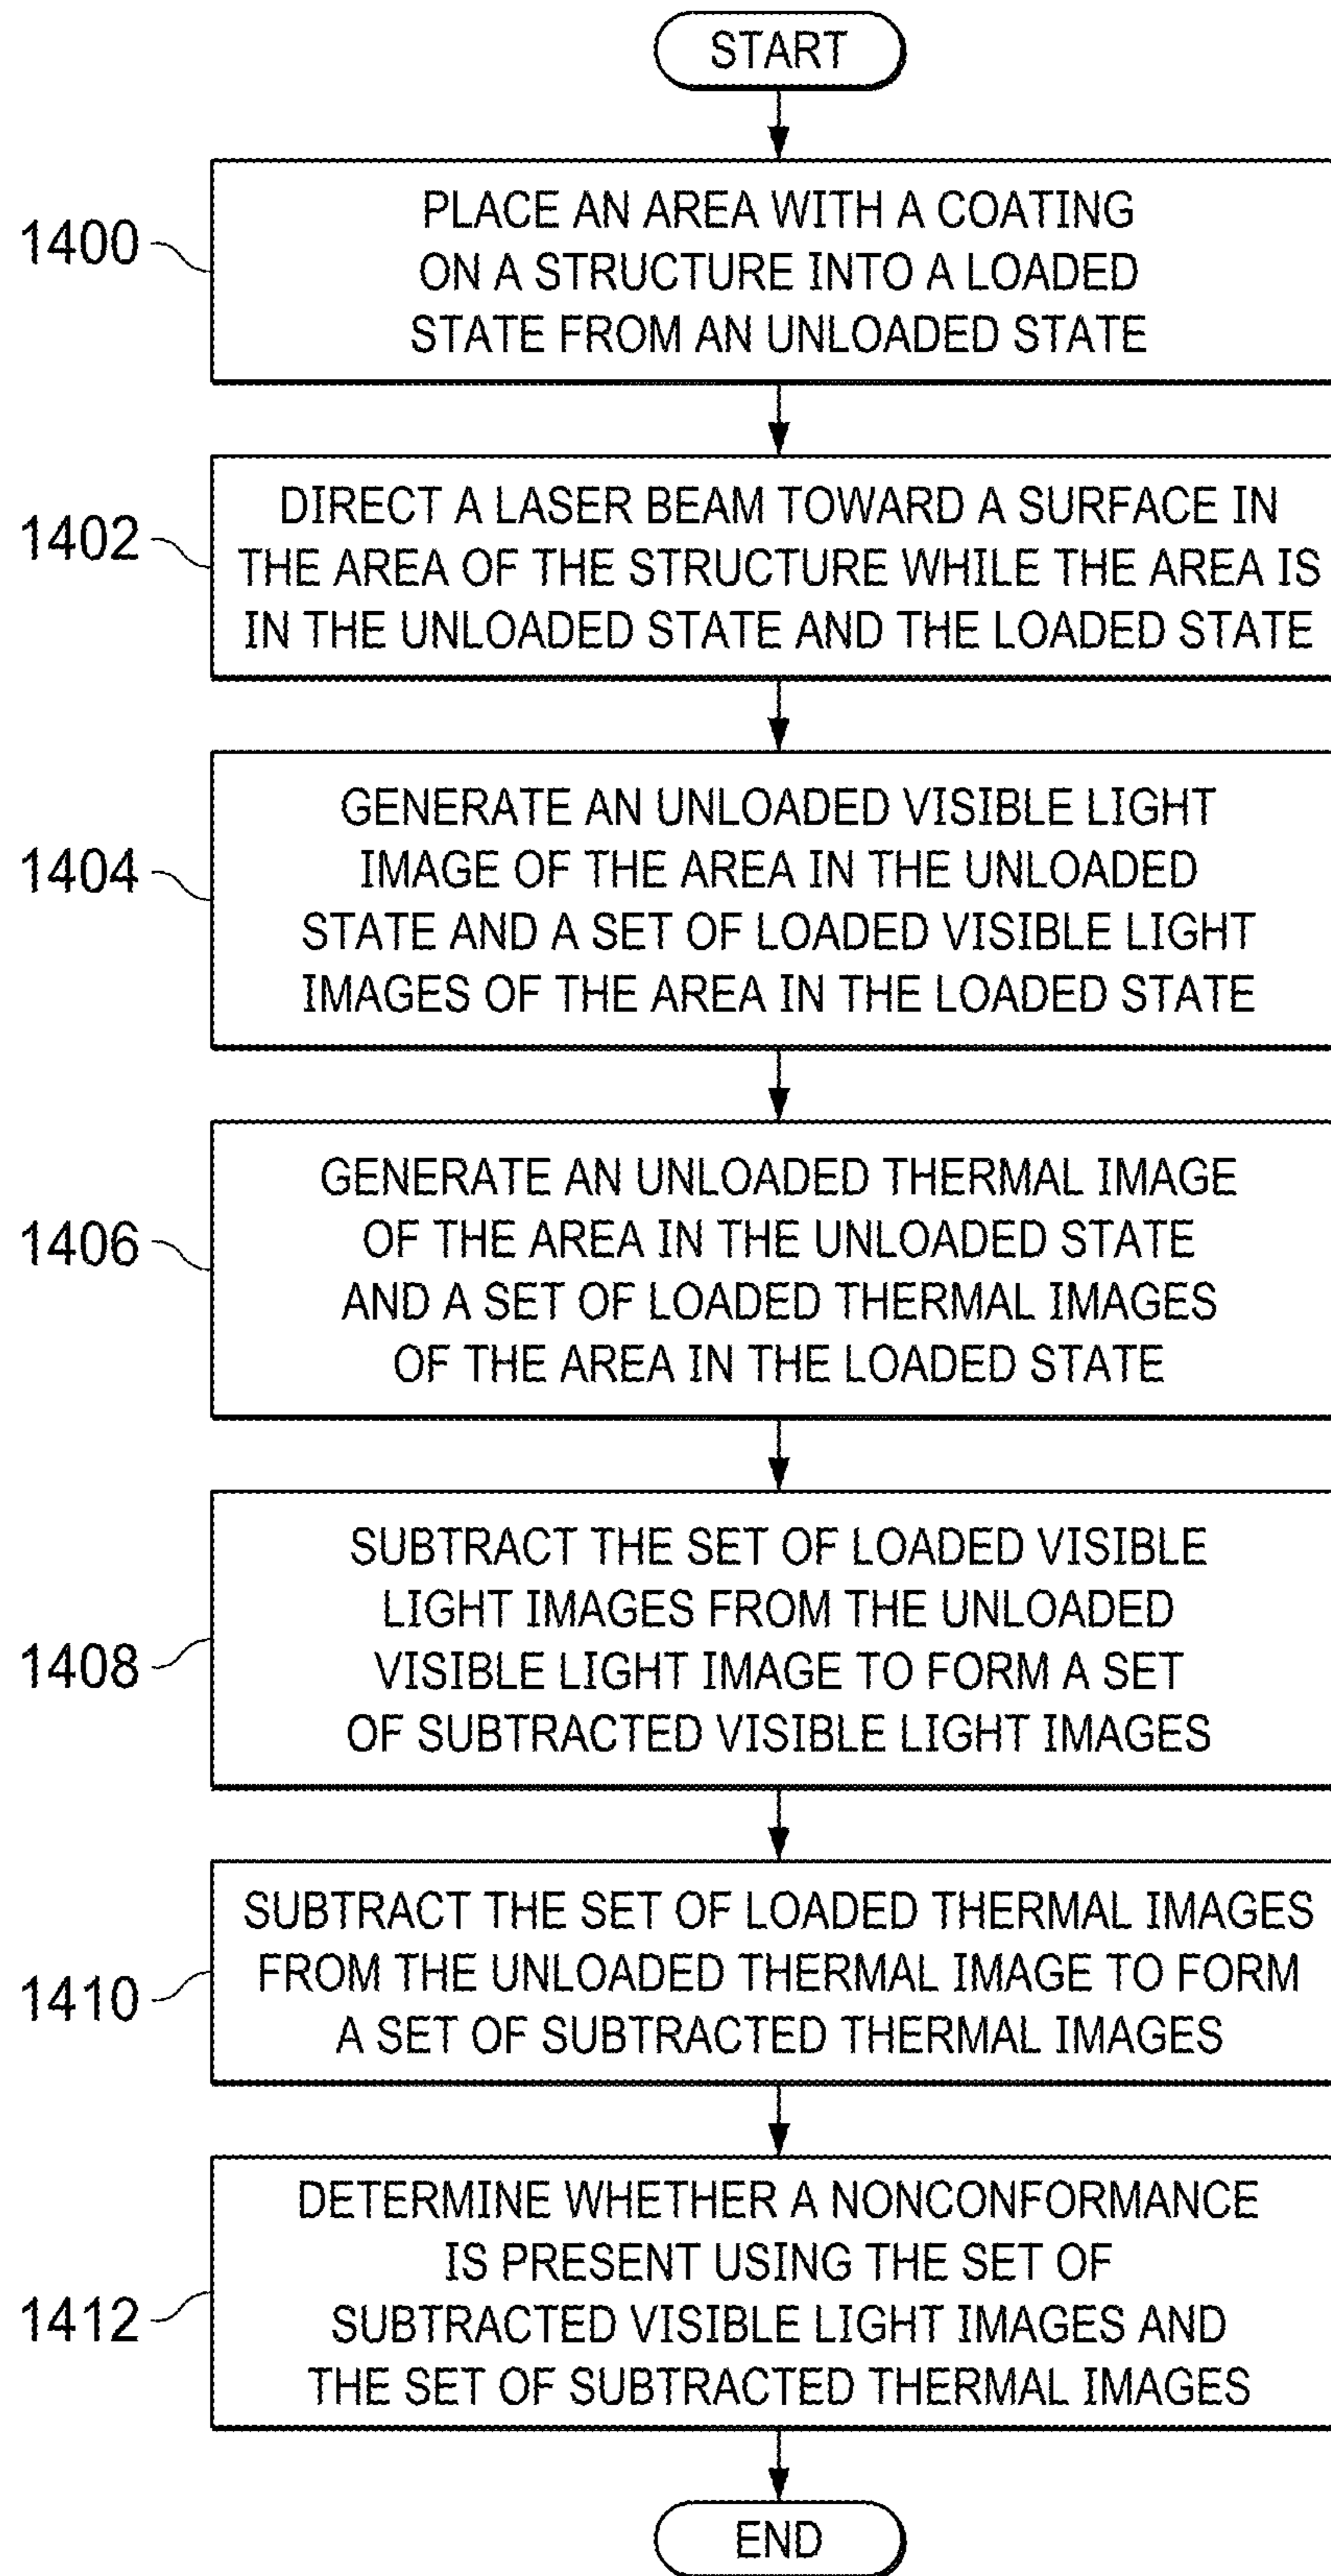 START
1400
PLACE AN AREA WITH A COATING
ON A STRUCTURE INTO A LOADED
STATE FROM AN UNLOADED STATE
1402
DIRECT A LASER BEAM TOWARD A SURFACE IN
THE AREA OF THE STRUCTURE WHILE THE AREA IS
IN THE UNLOADED STATE AND THE LOADED STATE
1404
GENERATE AN UNLOADED VISIBLE LIGHT
IMAGE OF THE AREA IN THE UNLOADED
STATE AND A SET OF LOADED VISIBLE LIGHT
IMAGES OF THE AREA IN THE LOADED STATE
1406
GENERATE AN UNLOADED THERMAL IMAGE
OF THE AREA IN THE UNLOADED STATE
AND A SET OF LOADED THERMAL IMAGES
OF THE AREA IN THE LOADED STATE
1408
SUBTRACT THE SET OF LOADED VISIBLE
LIGHT IMAGES FROM THE UNLOADED
VISIBLE LIGHT IMAGE TO FORM A SET
OF SUBTRACTED VISIBLE LIGHT IMAGES
1410
SUBTRACT THE SET OF LOADED THERMAL IMAGES
FROM THE UNLOADED THERMAL IMAGE TO FORM
A SET OF SUBTRACTED THERMAL IMAGES
1412
DETERMINE WHETHER A NONCONFORMANCE
IS PRESENT USING THE SET OF
SUBTRACTED VISIBLE LIGHT IMAGES AND
THE SET OF SUBTRACTED THERMAL IMAGES
END